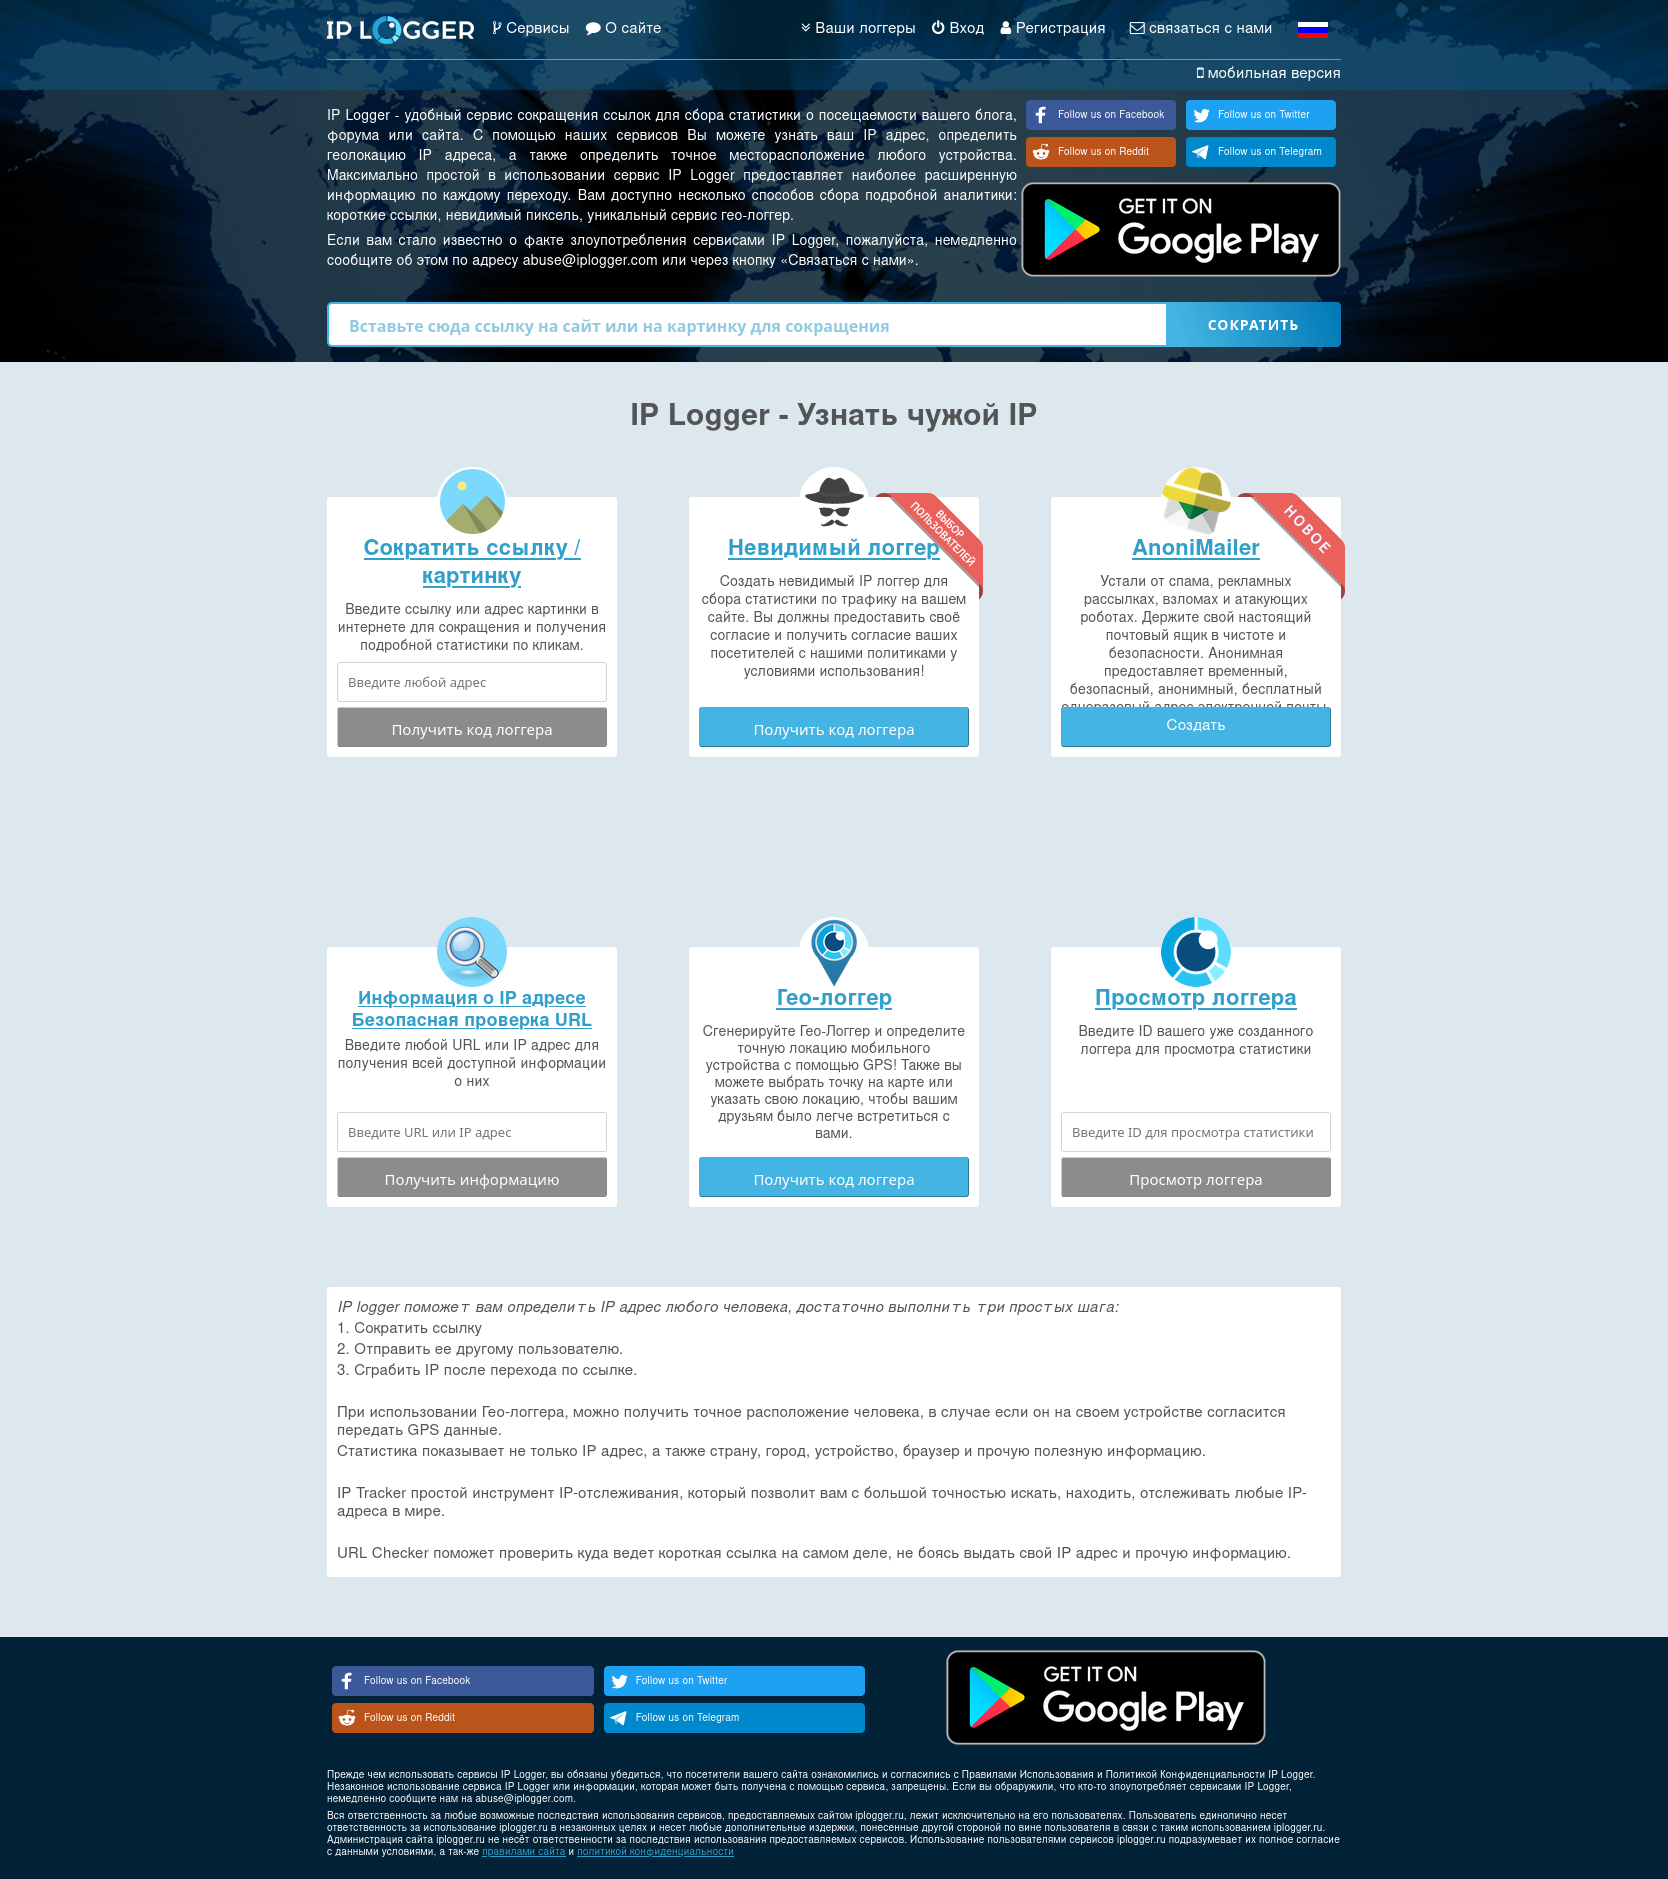 IP LOGGER Сервисы О сайте Ваши логгеры Вход Регистрация связаться с нами
мобильная версия
IP Logger - удобный сервис сокращения ссылок для сбора статистики о посещаемости вашего блога,
форума или сайта. С помощью наших сервисов Вы можете узнать ваш IP адрес, определить
геолокацию IP адреса, а также определить точное месторасположение любого устройства.
Максимально простой в использовании сервис IP Logger предоставляет наиболее расширенную
информацию по каждому переходу. Вам доступно несколько способов сбора подробной аналитики:
короткие ссылки, невидимый пиксель, уникальный сервис гео-логгер.
Если вам стало известно о факте злоупотребления сервисами IP Logger, пожалуйста, немедленно
сообщите об этом по адресу abuse@iplogger.com или через кнопку «Связаться с нами».
Follow us on Facebook Follow us on Twitter
Follow us on Reddit Follow us on Telegram
GET IT ON
Google Play
Вставьте сюда ссылку на сайт или на картинку для сокращения СОКРАТИТЬ
IP Logger - Узнать чужой IP
Сократить ссылку /
картинку
Введите ссылку или адрес картинки в
интернете для сокращения и получения
подробной статистики по кликам.
Введите любой адрес
Получить код логгера
ВЫБОР
ПОЛЬЗОВАТЕЛЕЙ
Невидимый логгер
Создать невидимый IP логгер для
сбора статистики по трафику на вашем
сайте. Вы должны предоставить своё
согласие и получить согласие ваших
посетителей с нашими политиками у
условиями использования!
Получить код логгера
НОВОЕ
AnoniMailer
Устали от спама, рекламных
рассылках, взломах и атакующих
роботах. Держите свой настоящий
почтовый ящик в чистоте и
безопасности. Анонимная
предоставляет временный,
безопасный, анонимный, бесплатный
одноразовый адрес электронной почты.
Создать
Информация о IP адресе
Безопасная проверка URL
Введите любой URL или IP адрес для
получения всей доступной информации
о них
Введите URL или IP адрес
Получить информацию
Гео-логгер
Сгенерируйте Гео-Логгер и определите
точную локацию мобильного
устройства с помощью GPS! Также вы
можете выбрать точку на карте или
указать свою локацию, чтобы вашим
друзьям было легче встретиться с
вами.
Получить код логгера
Просмотр логгера
Введите ID вашего уже созданного
логгера для просмотра статистики
Введите ID для просмотра статистики
Просмотр логгера
IP logger поможет вам определить IP адрес любого человека, достаточно выполнить три простых шага:
1. Сократить ссылку
2. Отправить ее другому пользователю.
3. Сграбить IP после перехода по ссылке.
При использовании Гео-логгера, можно получить точное расположение человека, в случае если он на своем устройстве согласится
передать GPS данные.
Статистика показывает не только IP адрес, а также страну, город, устройство, браузер и прочую полезную информацию.
IP Tracker простой инструмент IP-отслеживания, который позволит вам с большой точностью искать, находить, отслеживать любые IP-
адреса в мире.
URL Checker поможет проверить куда ведет короткая ссылка на самом деле, не боясь выдать свой IP адрес и прочую информацию.
Follow us on Facebook Follow us on Twitter
Follow us on Reddit Follow us on Telegram
GET IT ON
Google Play
Прежде чем использовать сервисы IP Logger, вы обязаны убедиться, что посетители вашего сайта ознакомились и согласились с Правилами Использования и Политикой Конфиденциальности IP Logger.
Незаконное использование сервиса IP Logger или информации, которая может быть получена с помощью сервиса, запрещены. Если вы обраружили, что кто-то злоупотребляет сервисами IP Logger,
немедленно сообщите нам на abuse@iplogger.com.
Вся ответственность за любые возможные последствия использования сервисов, предоставляемых сайтом iplogger.ru, лежит исключительно на его пользователях. Пользователь единолично несет
ответственность за использование iplogger.ru в незаконных целях и несет любые дополнительные издержки, понесенные другой стороной по вине пользователя в связи с таким использованием iplogger.ru.
Администрация сайта iplogger.ru не несёт ответственности за последствия использования предоставляемых сервисов. Использование пользователями сервисов iplogger.ru подразумевает их полное согласие
с данными условиями, а так-же правилами сайта и политикой конфиденциальности